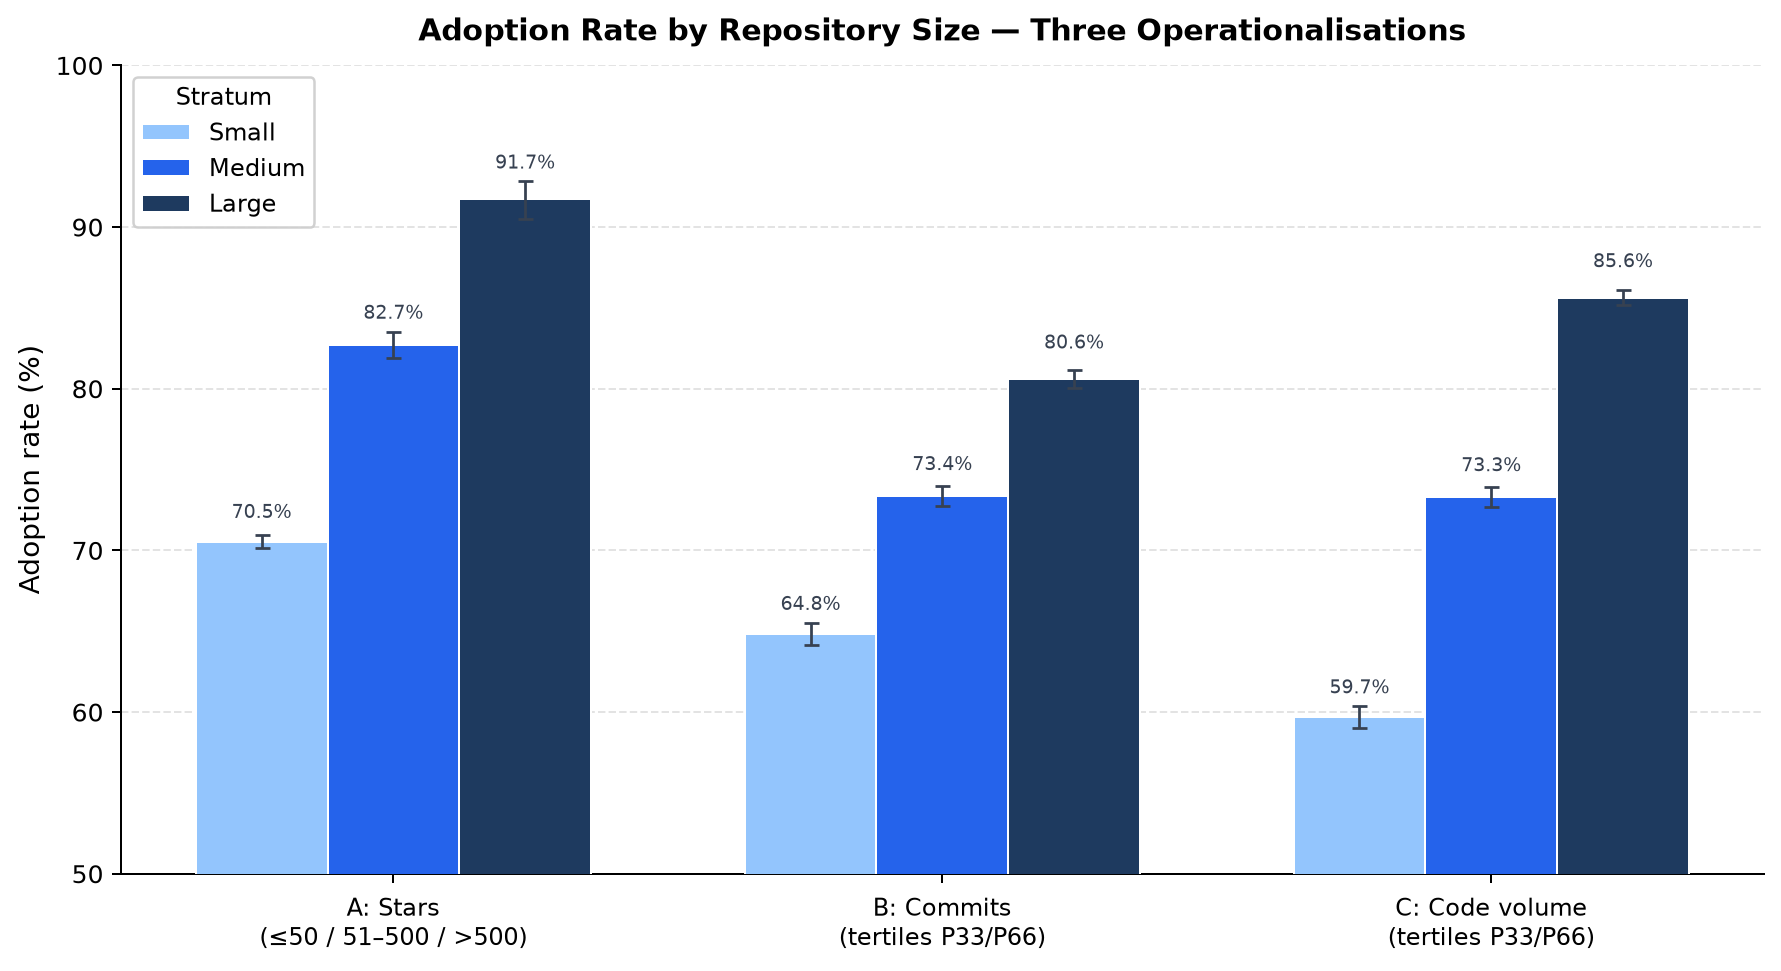 Adoption Rate by Repository Size — Three Operationalisations
Adoption rate (%)
100
90
80
70
60
50
Stratum
Small
Medium
Large
70.5%
82.7%
91.7%
64.8%
73.4%
80.6%
59.7%
73.3%
85.6%
A: Stars
(≤50 / 51–500 / >500)
B: Commits
(tertiles P33/P66)
C: Code volume
(tertiles P33/P66)